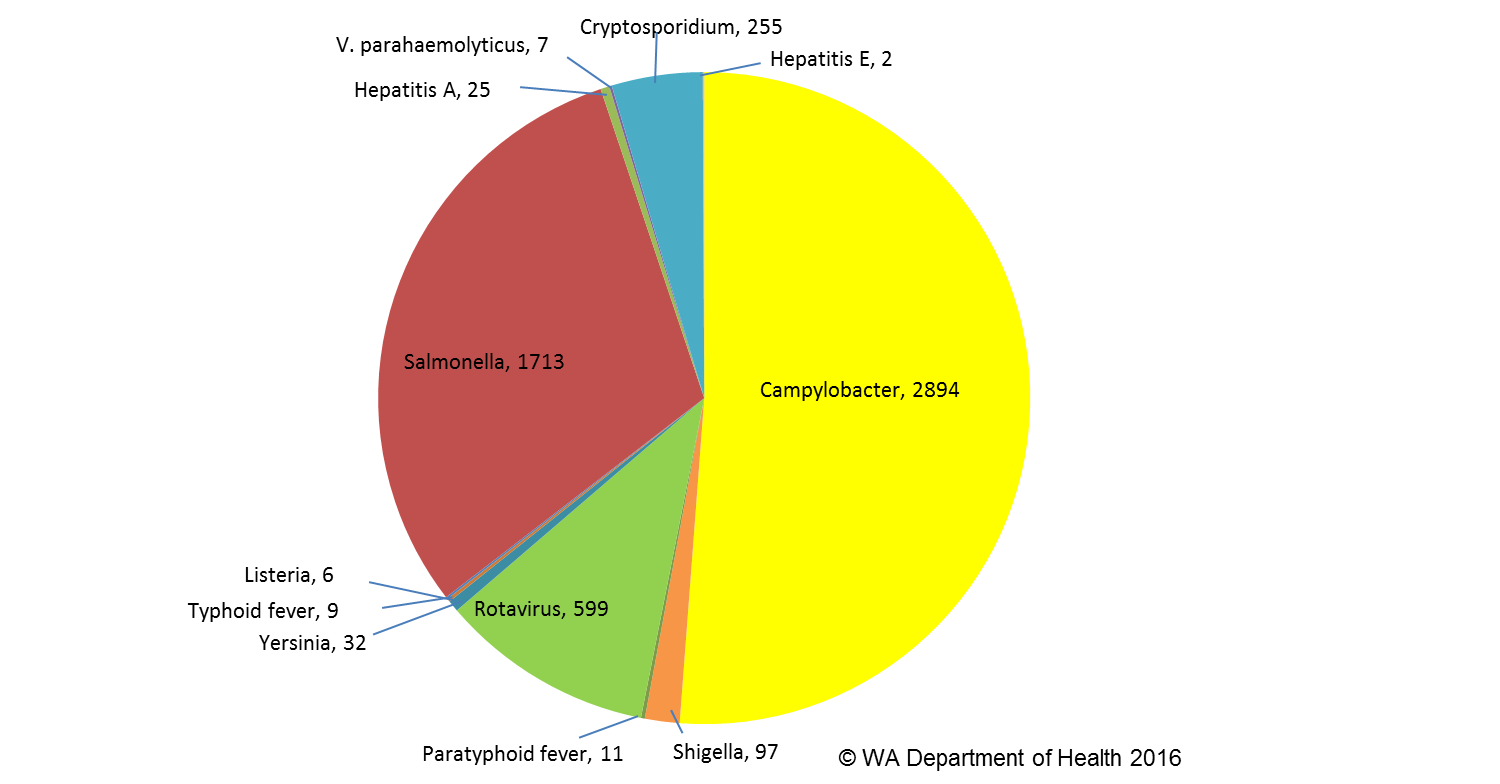 Cryptosporidium, 255
V. parahaemolyticus, 7
Hepatitis E, 2
Hepatitis A, 25
Salmonella, 1713
Campylobacter, 2894
Listeria, 6
Typhoid fever, 9
Rotavirus, 599
Yersinia, 32
Paratyphoid fever, 11
Shigella, 97
© WA Department of Health 2016